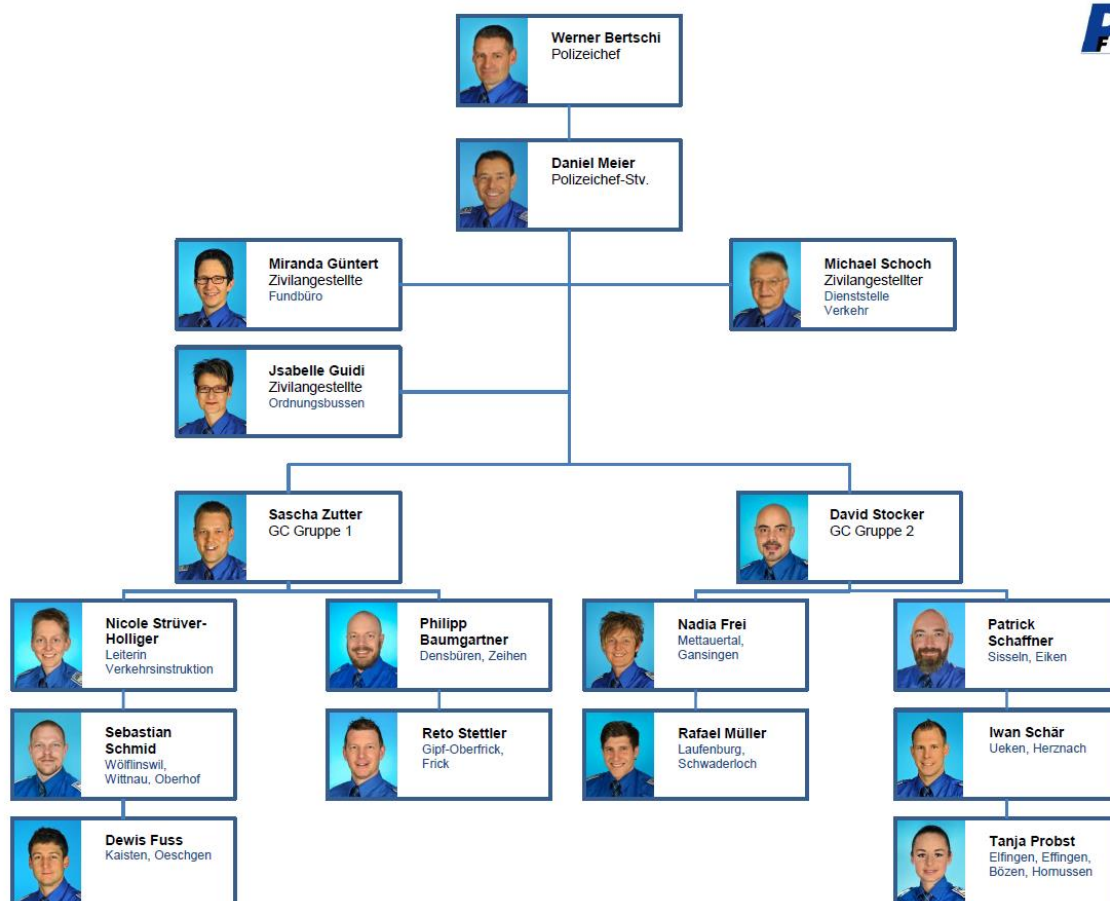 Werner Bertschi
Polizeichef
Daniel Meier
Polizeichef-Stv.
Miranda Güntert
Zivilangestellte
Fundbüro
Michael Schoch
Zivilangestellter
Dienststelle
Verkehr
Jsabelle Guidi
Zivilangestellte
Ordnungsbussen
Sascha Zutter
GC Gruppe 1
David Stocker
GC Gruppe 2
Nicole Strüver-
Holliger
Leiterin
Verkehrsinstruktion
Philipp
Baumgartner
Densbüren, Zeihen
Nadia Frei
Mettauertal,
Gansingen
Patrick
Schaffner
Sisseln, Eiken
Sebastian
Schmid
Wölflinswil,
Wittnau, Oberhof
Reto Stettler
Gipf-Oberfrick,
Frick
Rafael Müller
Laufenburg,
Schwaderloch
Iwan Schär
Ueken, Herznach
Dewis Fuss
Kaisten, Oeschgen
Tanja Probst
Elfingen, Effingen,
Bözen, Hornussen